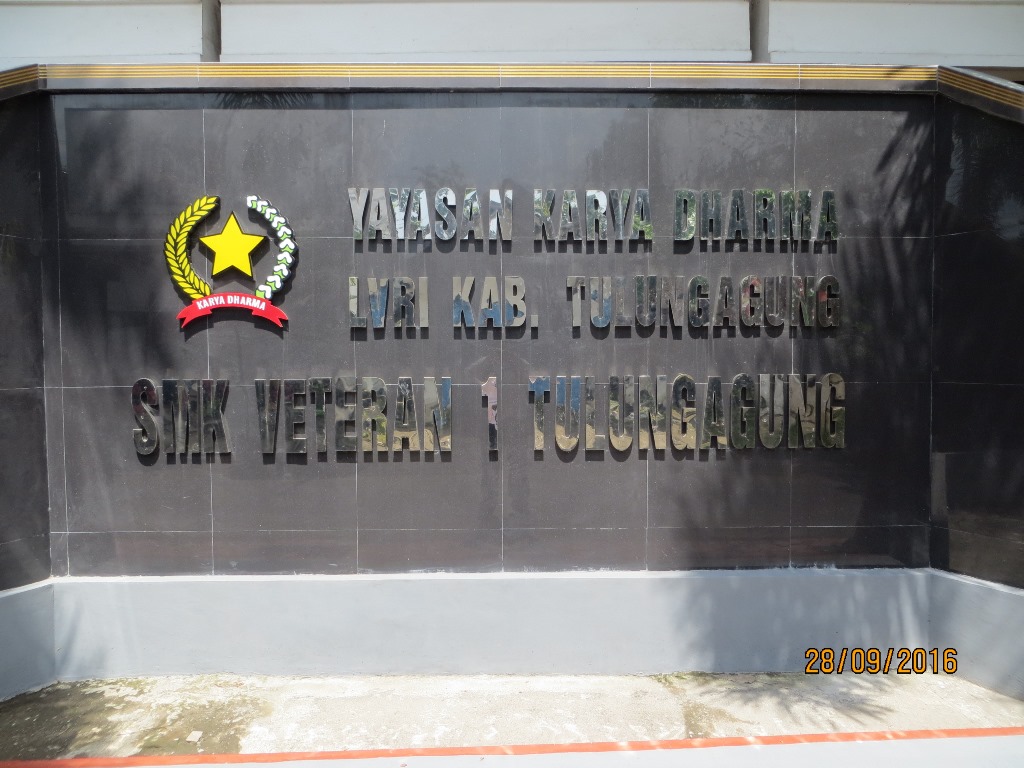 YAYASAN KARYA DHARMA
LVRI KAB. TULUNGAGUNG
KARYA DHARMA
SMK VETERAN 1 TULUNGAGUNG
28/09/2016